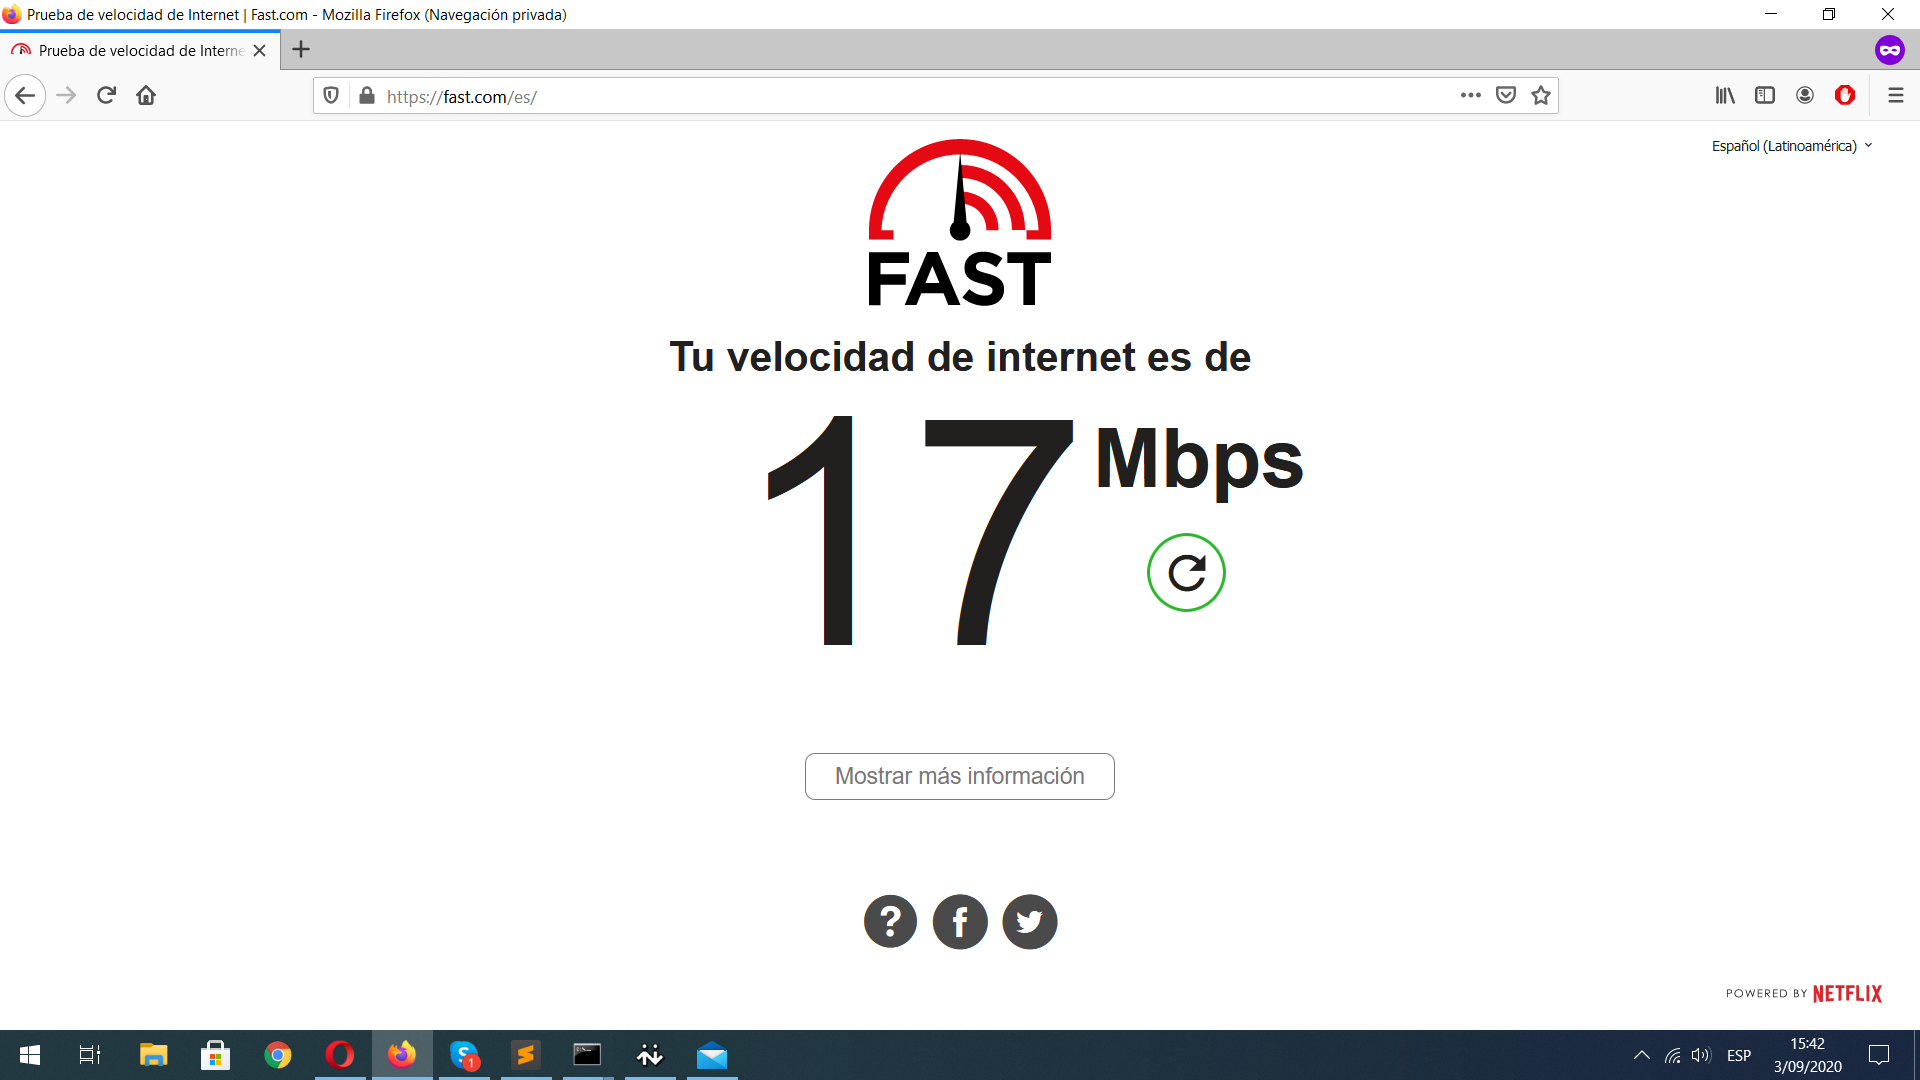 Prueba de velocidad de Internet | Fast.com - Mozilla Firefox (Navegación privada)
Prueba de velocidad de Interne
https://fast.com/es/
Español (Latinoamérica)
FAST
Tu velocidad de internet es de
17 Mbps
Mostrar más información
?
POWERED BY NETFLIX
1
ESP
15:42
3/09/2020